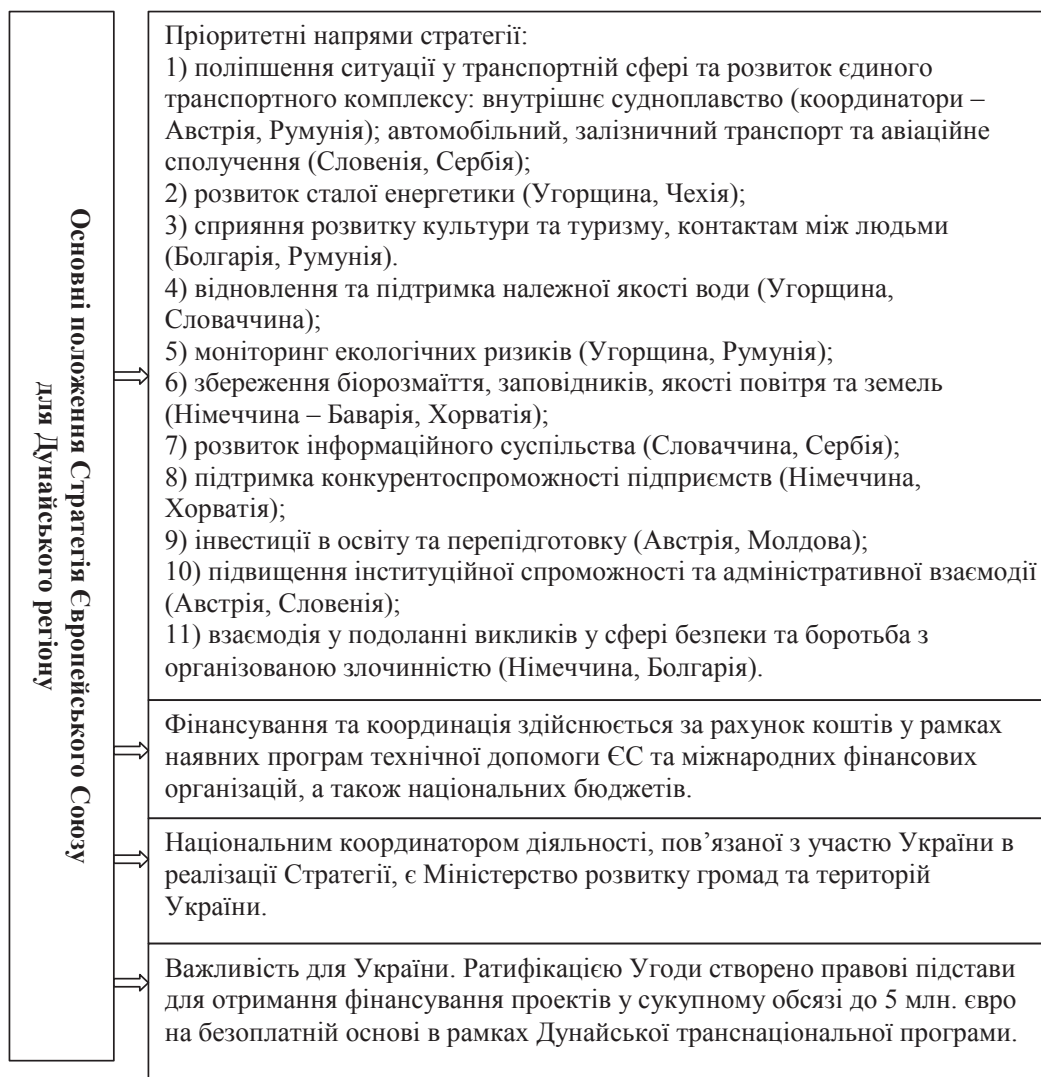 Основні положення Стратегія Європейського Союзу
для Дунайського регіону
Пріоритетні напрями стратегії:
1) поліпшення ситуації у транспортній сфері та розвиток єдиного
транспортного комплексу: внутрішнє судноплавство (координатори –
Австрія, Румунія); автомобільний, залізничний транспорт та авіаційне
сполучення (Словенія, Сербія);
2) розвиток сталої енергетики (Угорщина, Чехія);
3) сприяння розвитку культури та туризму, контактам між людьми
(Болгарія, Румунія).
4) відновлення та підтримка належної якості води (Угорщина,
Словаччина);
5) моніторинг екологічних ризиків (Угорщина, Румунія);
6) збереження біорозмаїття, заповідників, якості повітря та земель
(Німеччина – Баварія, Хорватія);
7) розвиток інформаційного суспільства (Словаччина, Сербія);
8) підтримка конкурентоспроможності підприємств (Німеччина,
Хорватія);
9) інвестиції в освіту та перепідготовку (Австрія, Молдова);
10) підвищення інституційної спроможності та адміністративної взаємодії
(Австрія, Словенія);
11) взаємодія у подоланні викликів у сфері безпеки та боротьба з
організованою злочинністю (Німеччина, Болгарія).
Фінансування та координація здійснюється за рахунок коштів у рамках
наявних програм технічної допомоги ЄС та міжнародних фінансових
організацій, а також національних бюджетів.
Національним координатором діяльності, пов’язаної з участю України в
реалізації Стратегії, є Міністерство розвитку громад та територій
України.
Важливість для України. Ратифікацією Угоди створено правові підстави
для отримання фінансування проектів у сукупному обсязі до 5 млн. євро
на безоплатній основі в рамках Дунайської транснаціональної програми.